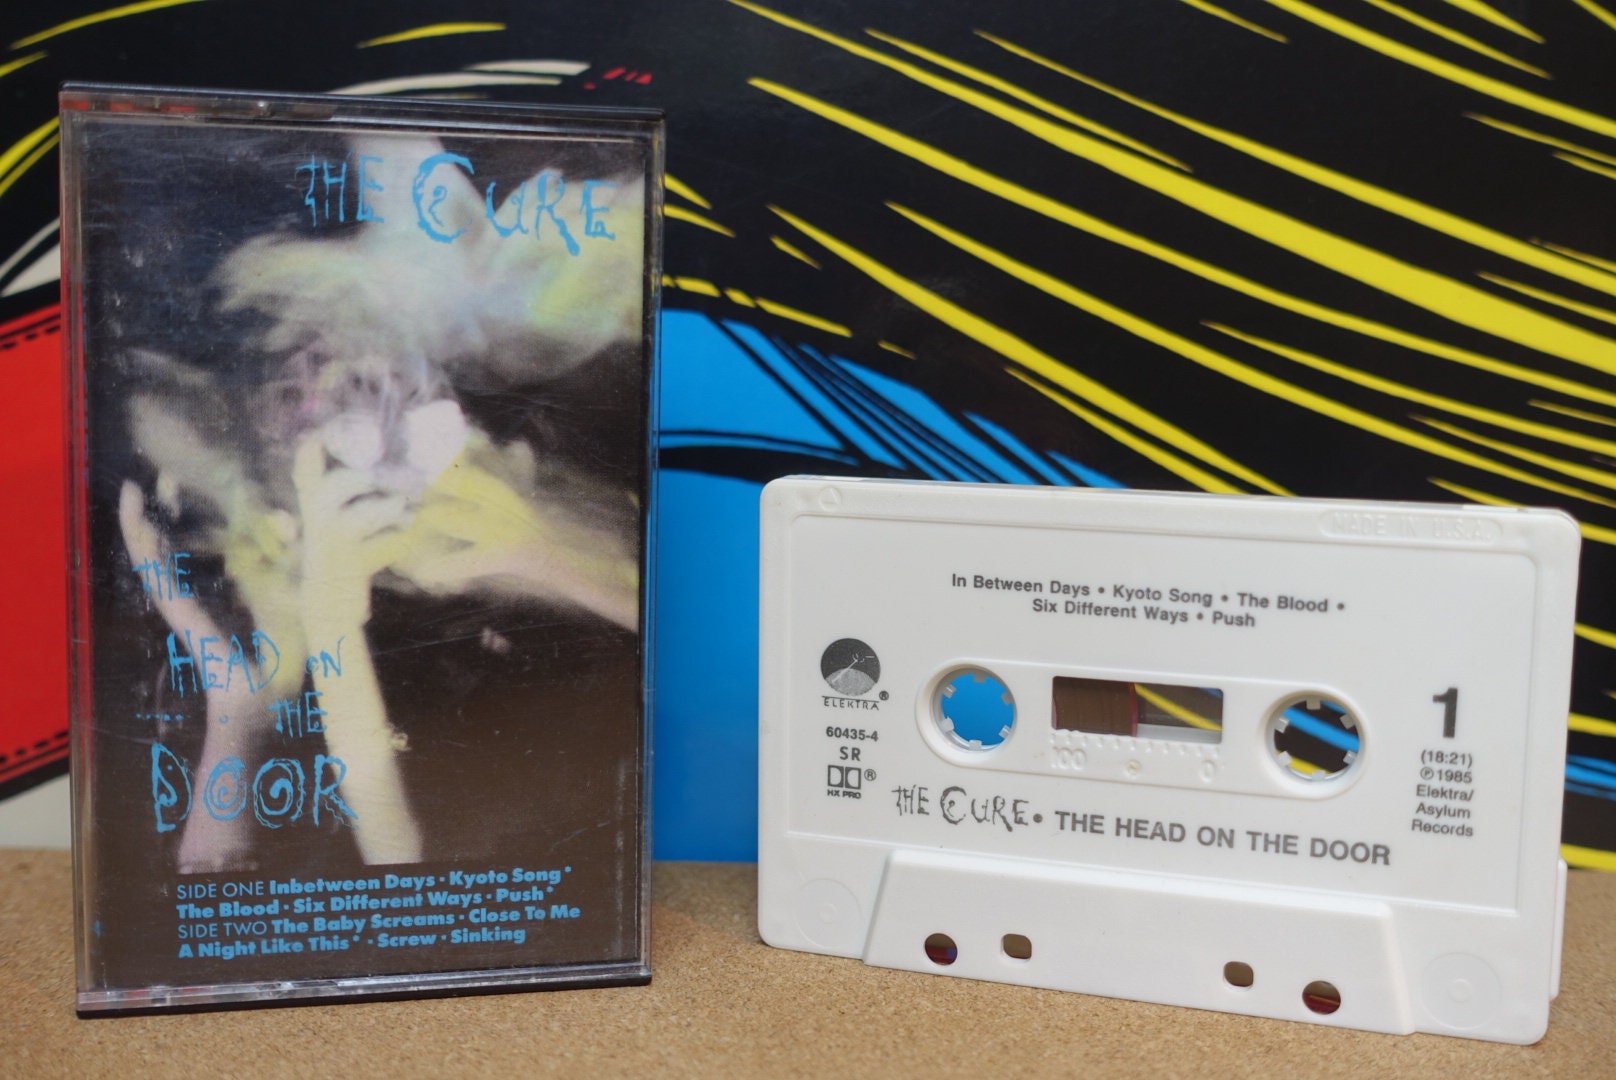 THE CURE
THE
HEAD ON
THE
DOOR
SIDE ONE Inbetween Days · Kyoto Song*
The Blood · Six Different Ways · Push*
SIDE TWO The Baby Screams · Close To Me
A Night Like This* · Screw · Sinking
MADE IN U.S.A.
In Between Days • Kyoto Song • The Blood •
Six Different Ways • Push
ELEKTRA®
60435-4
SR
®
HX PRO
100 0
1
(18:21)
℗1985
Elektra/
Asylum
Records
THE CURE • THE HEAD ON THE DOOR